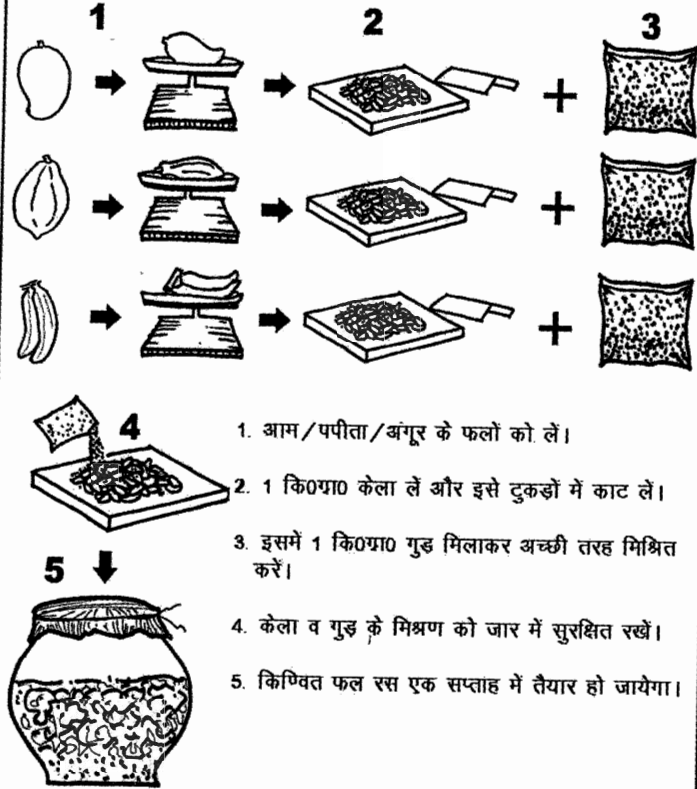 1
2
3
4
1. आम/पपीता/अंगूर के फलों को लें।
2. 1 कि0ग्रा0 केला लें और इसे टुकड़ों में काट लें।
3. इसमें 1 कि0ग्रा0 गुड़ मिलाकर अच्छी तरह मिश्रित
करें।
5
4. केला व गुड़ के मिश्रण को जार में सुरक्षित रखें।
5. किण्वित फल रस एक सप्ताह में तैयार हो जायेगा।